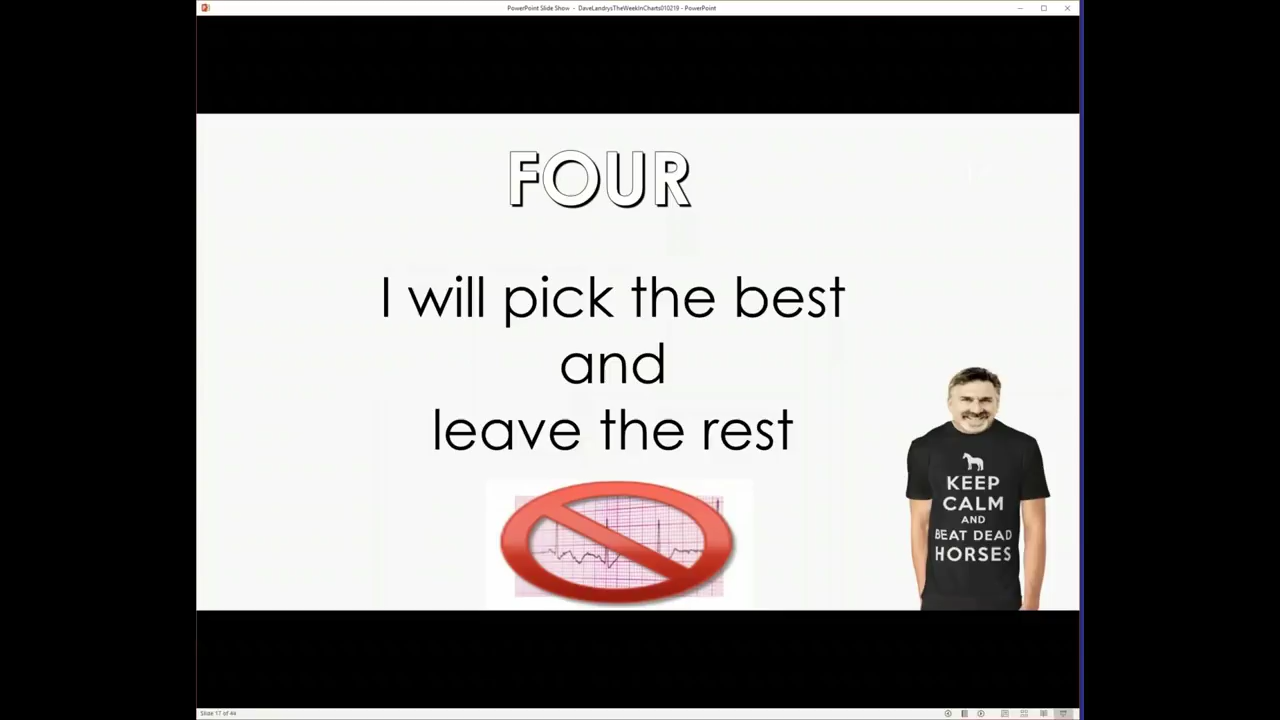 PowerPoint Slide Show - DaveLandrysTheWeekInCharts010219 - PowerPoint
FOUR
I will pick the best
and
leave the rest
KEEP
CALM
AND
BEAT DEAD
HORSES
Slide 17 of 44